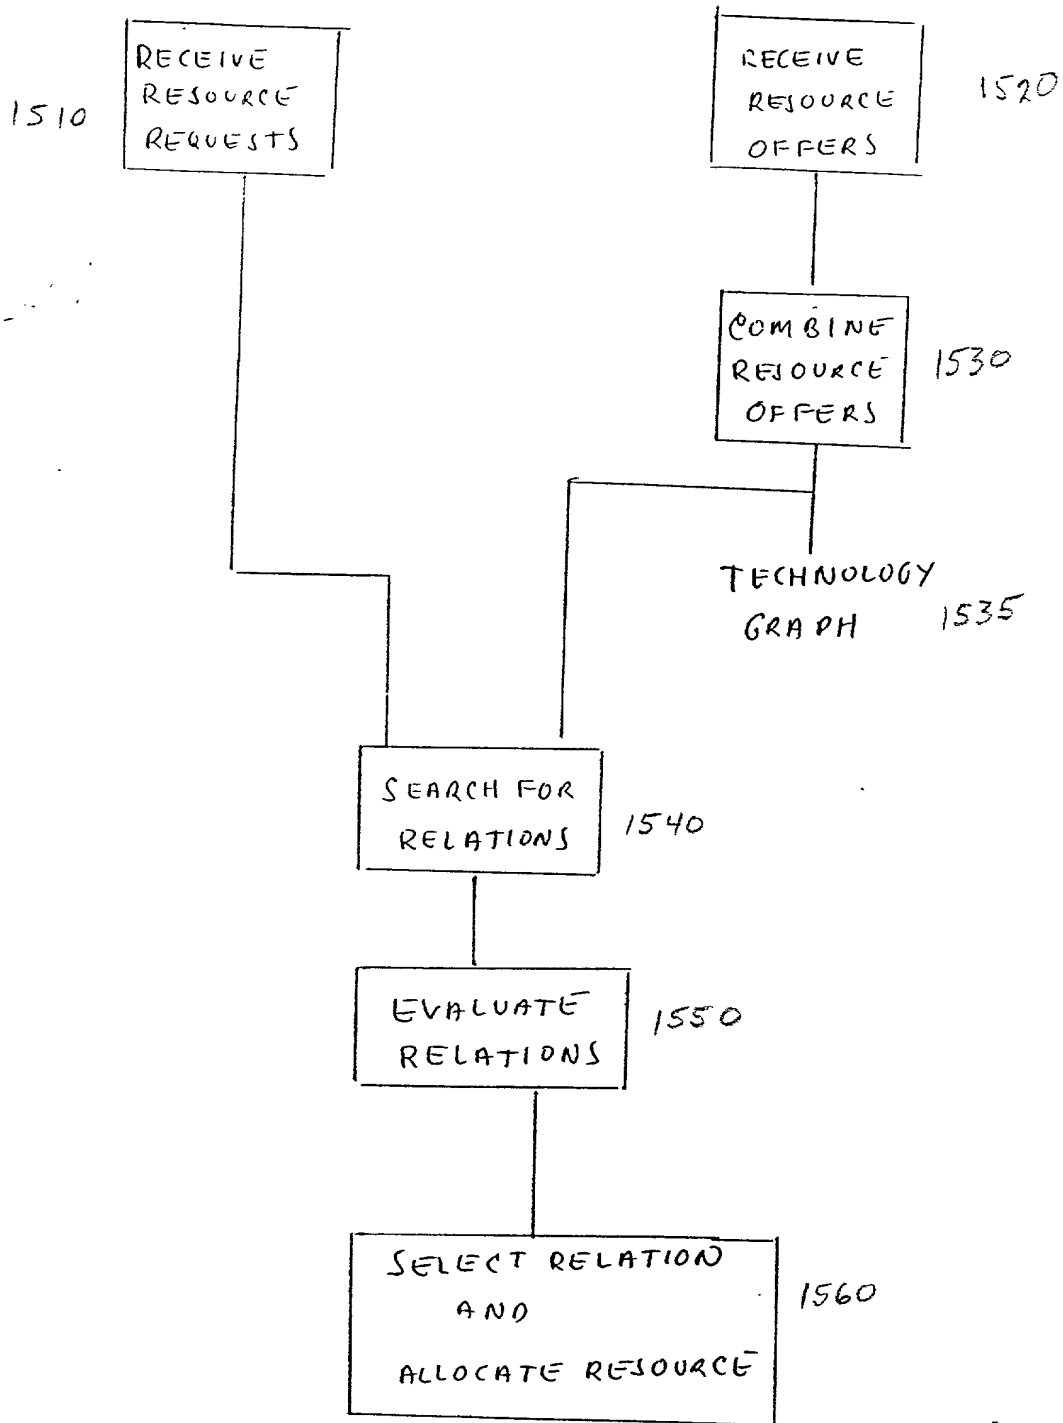 RECEIVE
RESOURCE
REQUESTS
1510
RECEIVE
RESOURCE
OFFERS
1520
COMBINE
RESOURCE
OFFERS
1530
TECHNOLOGY
GRAPH
1535
SEARCH FOR
RELATIONS
1540
EVALUATE
RELATIONS
1550
SELECT RELATION
AND
ALLOCATE RESOURCE
1560